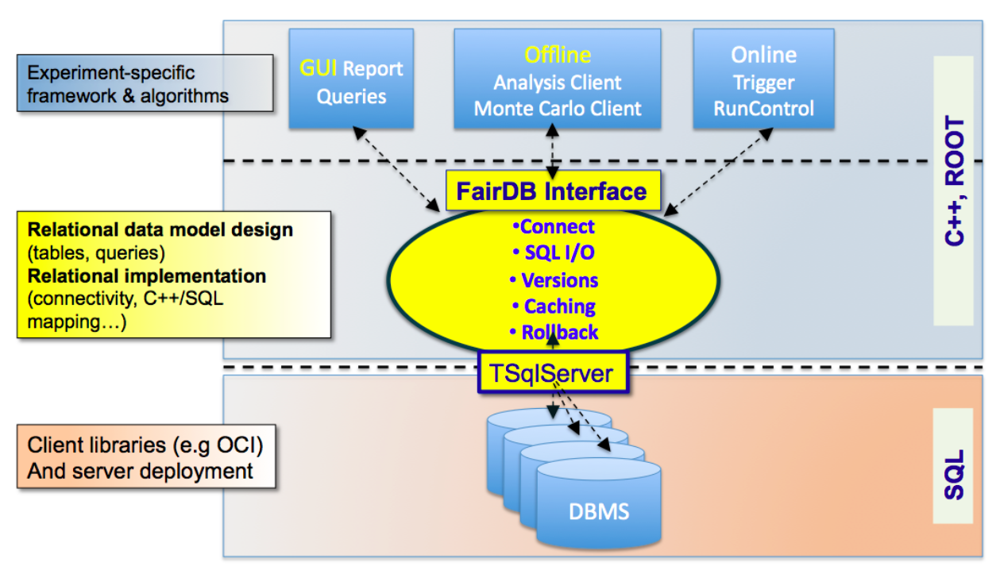 Experiment-specific
framework & algorithms
GUI Report
Queries
Offline
Analysis Client
Monte Carlo Client
Online
Trigger
RunControl
C++, ROOT
FairDB Interface
•Connect
• SQL I/O
• Versions
• Caching
• Rollback
Relational data model design
(tables, queries)
Relational implementation
(connectivity, C++/SQL
mapping…)
TSqlServer
Client libraries (e.g OCI)
And server deployment
DBMS
SQL